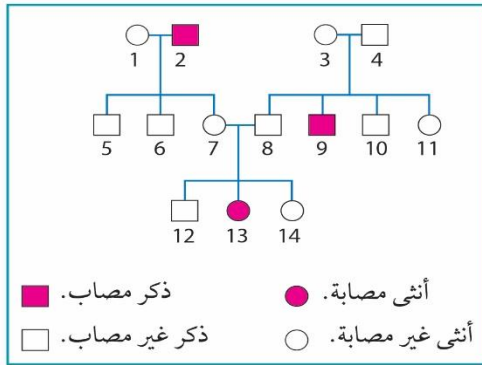 1 2 3 4
5 6 7 8 9 10 11
12 13 14
أنثى مصابة. ذكر مصاب.
أنثى غير مصابة. ذكر غير مصاب.